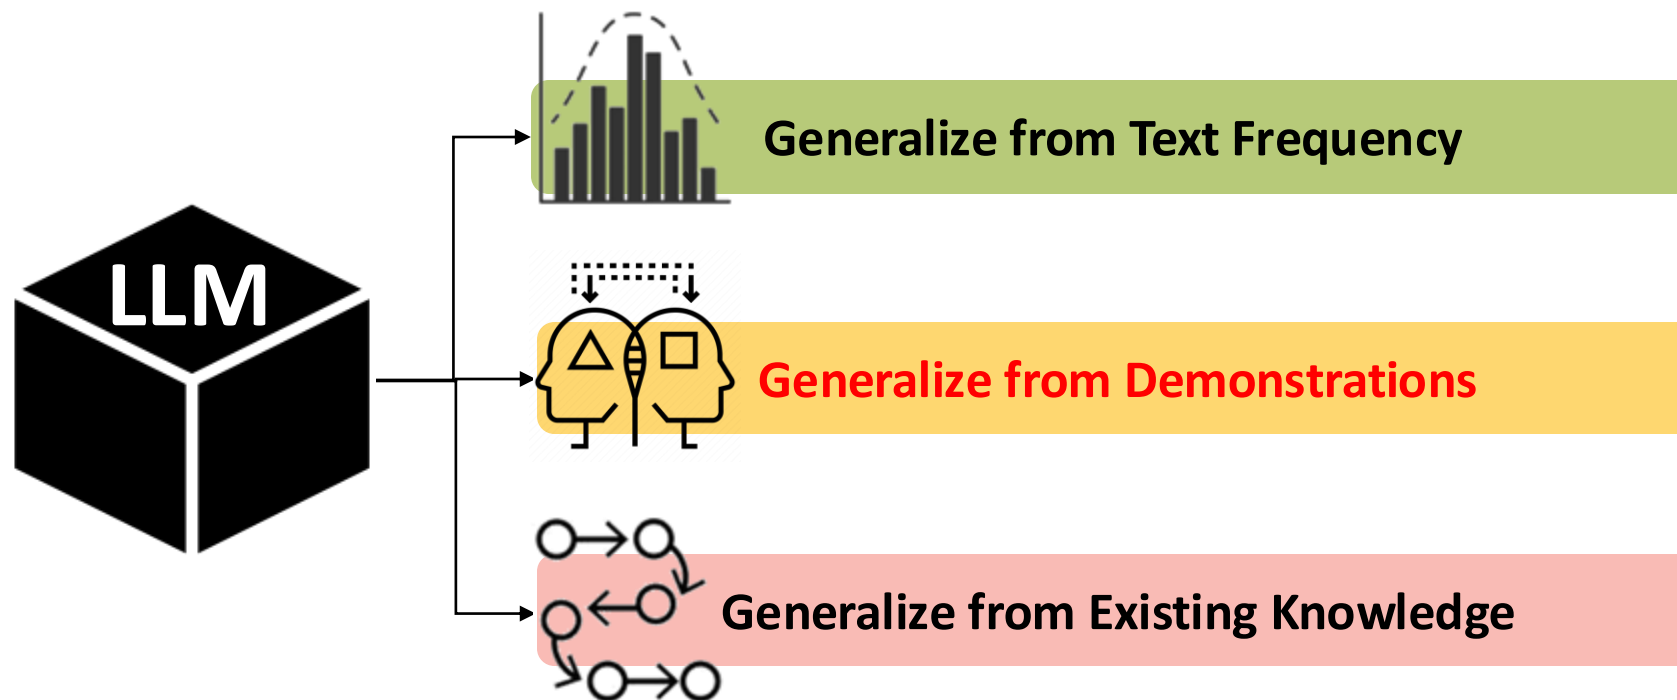 LLM
Generalize from Text Frequency
Generalize from Demonstrations
Generalize from Existing Knowledge